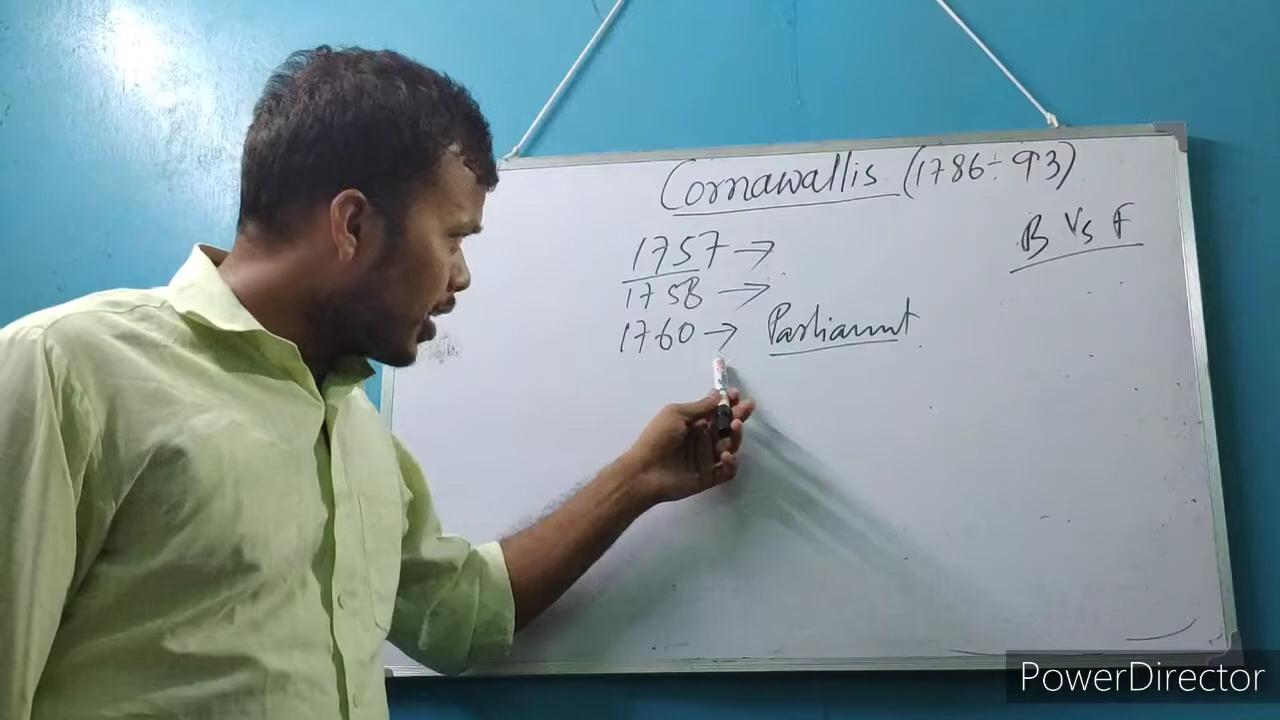 Cornawallis (1786÷93)
B Vs F
1757 →
1758 →
1760 → Parliamnt
PowerDirector